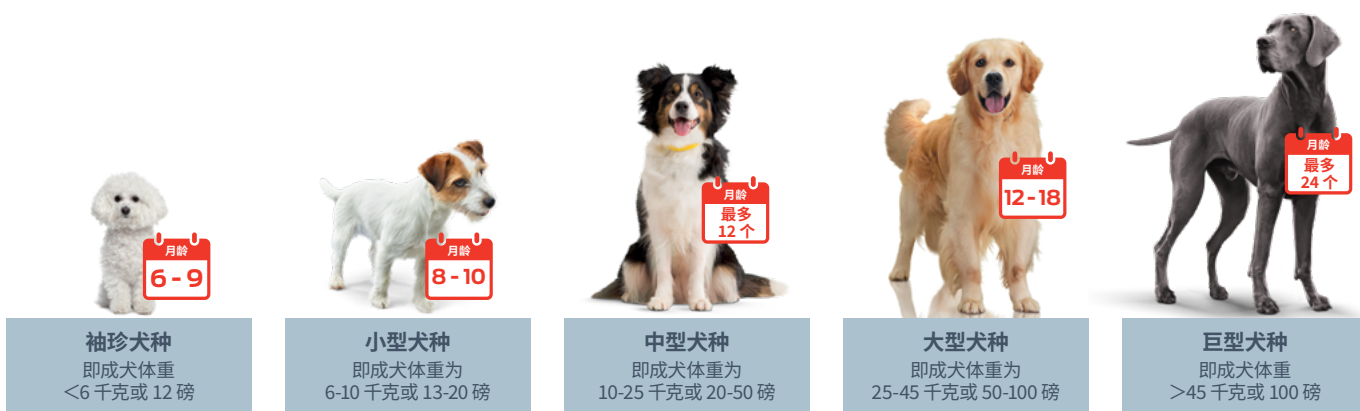 月龄
6 - 9
月龄
8 - 10
月龄
最多
12 个
月龄
12 - 18
月龄
最多
24 个
袖珍犬种
即成犬体重
<6 千克或 12 磅
小型犬种
即成犬体重为
6-10 千克或 13-20 磅
中型犬种
即成犬体重为
10-25 千克或 20-50 磅
大型犬种
即成犬体重为
25-45 千克或 50-100 磅
巨型犬种
即成犬体重
>45 千克或 100 磅